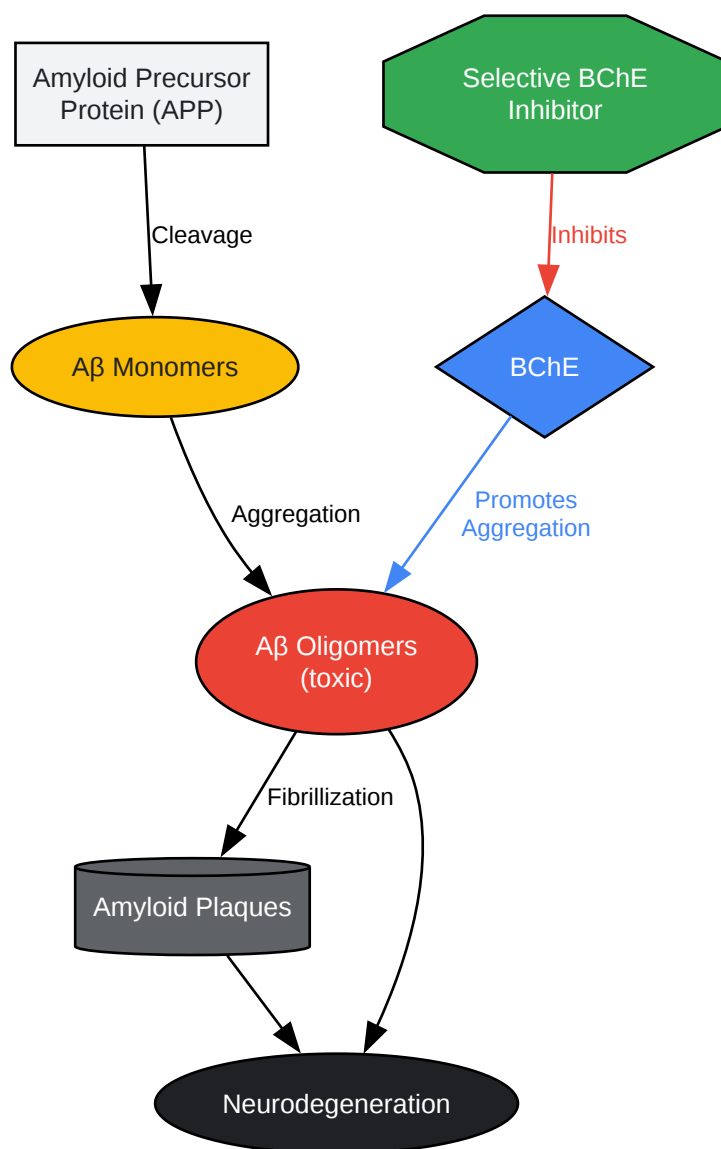 Amyloid Precursor
Protein (APP)
Selective BChE
Inhibitor
Cleavage
Inhibits
Aβ Monomers
BChE
Aggregation
Promotes
Aggregation
Aβ Oligomers
(toxic)
Fibrillization
Amyloid Plaques
Neurodegeneration